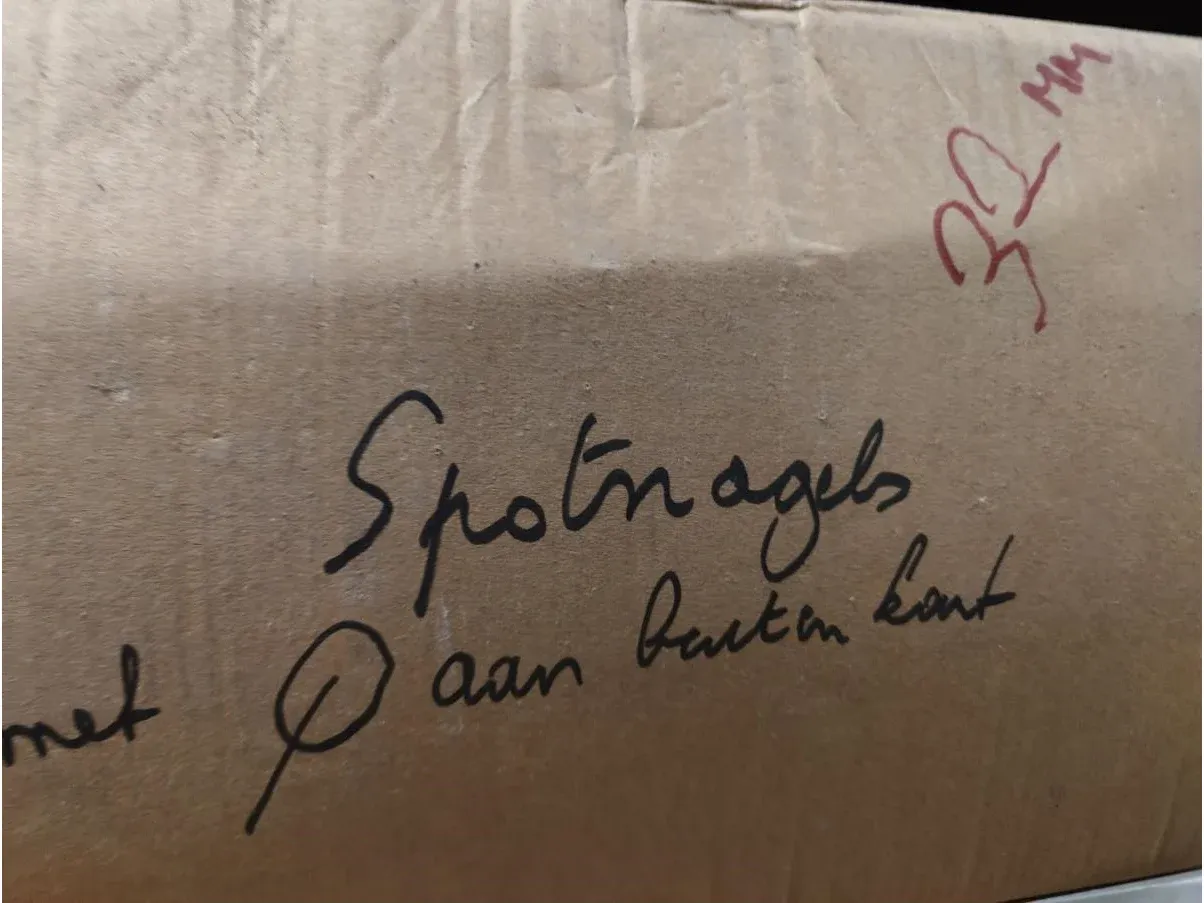 32 MM
Spotnagels
met Ø aan buiten kant